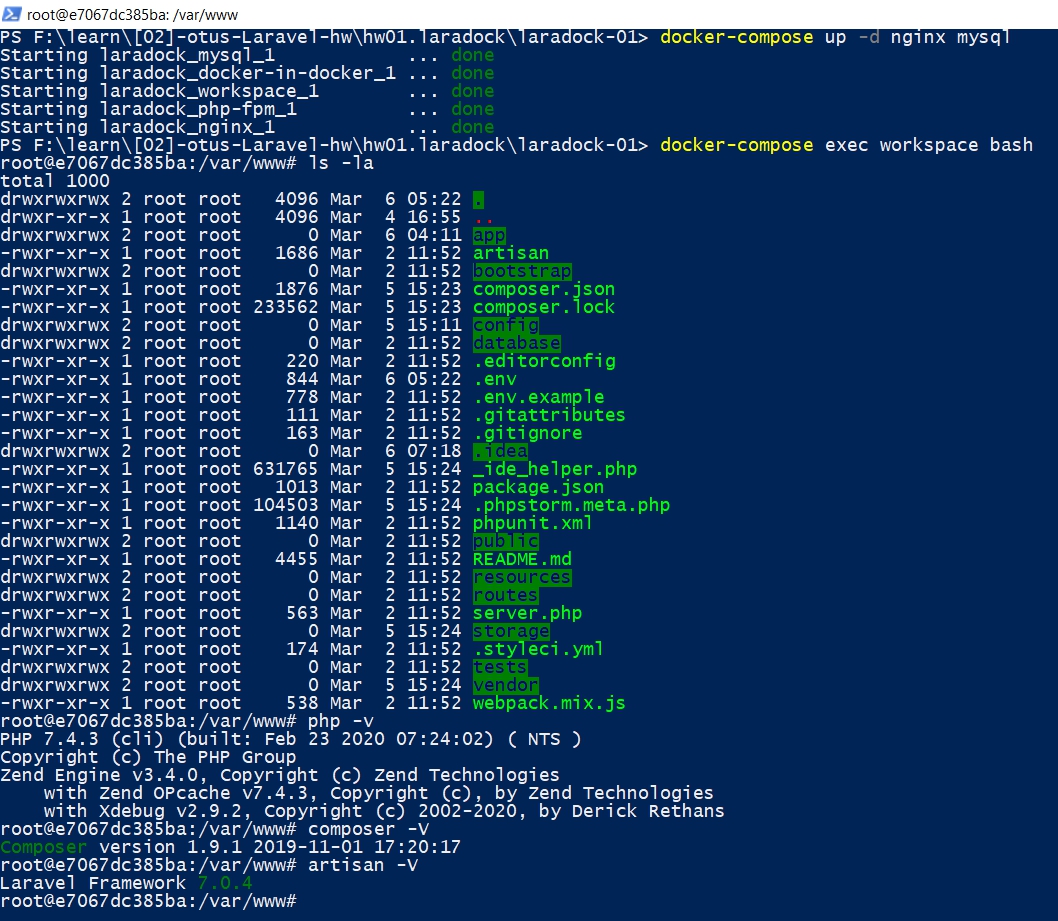 root@e7067dc385ba: /var/www
PS F:\learn\[02]-otus-Laravel-hw\hw01.laradock\laradock-01> docker-compose up -d nginx mysql
Starting laradock_mysql_1            ... done
Starting laradock_docker-in-docker_1 ... done
Starting laradock_workspace_1        ... done
Starting laradock_php-fpm_1          ... done
Starting laradock_nginx_1            ... done
PS F:\learn\[02]-otus-Laravel-hw\hw01.laradock\laradock-01> docker-compose exec workspace bash
root@e7067dc385ba:/var/www# ls -la
total 1000
drwxrwxrwx 2 root root   4096 Mar  6 05:22 .
drwxr-xr-x 1 root root   4096 Mar  4 16:55 ..
drwxrwxrwx 2 root root      0 Mar  6 04:11 app
-rwxr-xr-x 1 root root   1686 Mar  2 11:52 artisan
drwxrwxrwx 2 root root      0 Mar  2 11:52 bootstrap
-rwxr-xr-x 1 root root   1876 Mar  5 15:23 composer.json
-rwxr-xr-x 1 root root 233562 Mar  5 15:23 composer.lock
drwxrwxrwx 2 root root      0 Mar  5 15:11 config
drwxrwxrwx 2 root root      0 Mar  2 11:52 database
-rwxr-xr-x 1 root root    220 Mar  2 11:52 .editorconfig
-rwxr-xr-x 1 root root    844 Mar  6 05:22 .env
-rwxr-xr-x 1 root root    778 Mar  2 11:52 .env.example
-rwxr-xr-x 1 root root    111 Mar  2 11:52 .gitattributes
-rwxr-xr-x 1 root root    163 Mar  2 11:52 .gitignore
drwxrwxrwx 2 root root      0 Mar  6 07:18 .idea
-rwxr-xr-x 1 root root 631765 Mar  5 15:24 _ide_helper.php
-rwxr-xr-x 1 root root   1013 Mar  2 11:52 package.json
-rwxr-xr-x 1 root root 104503 Mar  5 15:24 .phpstorm.meta.php
-rwxr-xr-x 1 root root   1140 Mar  2 11:52 phpunit.xml
drwxrwxrwx 2 root root      0 Mar  2 11:52 public
-rwxr-xr-x 1 root root   4455 Mar  2 11:52 README.md
drwxrwxrwx 2 root root      0 Mar  2 11:52 resources
drwxrwxrwx 2 root root      0 Mar  2 11:52 routes
-rwxr-xr-x 1 root root    563 Mar  2 11:52 server.php
drwxrwxrwx 2 root root      0 Mar  5 15:24 storage
-rwxr-xr-x 1 root root    174 Mar  2 11:52 .styleci.yml
drwxrwxrwx 2 root root      0 Mar  2 11:52 tests
drwxrwxrwx 2 root root      0 Mar  5 15:24 vendor
-rwxr-xr-x 1 root root    538 Mar  2 11:52 webpack.mix.js
root@e7067dc385ba:/var/www# php -v
PHP 7.4.3 (cli) (built: Feb 23 2020 07:24:02) ( NTS )
Copyright (c) The PHP Group
Zend Engine v3.4.0, Copyright (c) Zend Technologies
    with Zend OPcache v7.4.3, Copyright (c), by Zend Technologies
    with Xdebug v2.9.2, Copyright (c) 2002-2020, by Derick Rethans
root@e7067dc385ba:/var/www# composer -V
Composer version 1.9.1 2019-11-01 17:20:17
root@e7067dc385ba:/var/www# artisan -V
Laravel Framework 7.0.4
root@e7067dc385ba:/var/www#